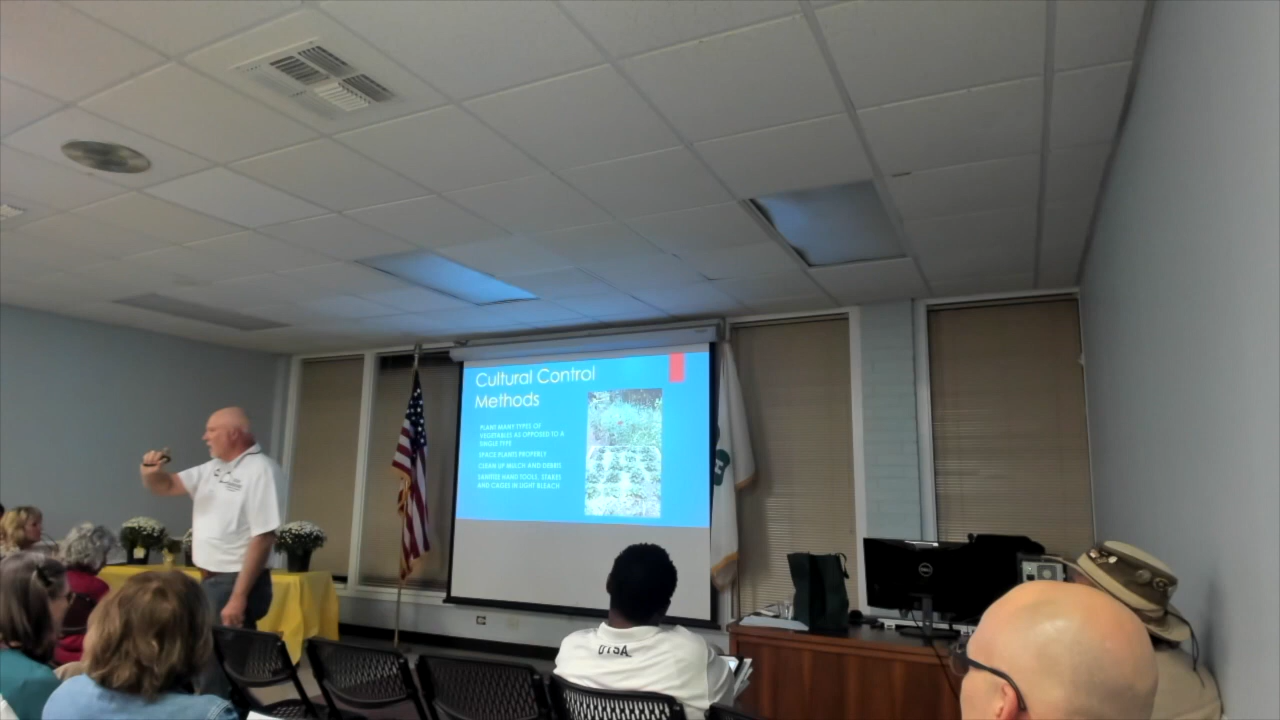 Cultural Control
Methods
PLANT MANY TYPES OF
VEGETABLES AS OPPOSED TO A
SINGLE TYPE
SPACE PLANTS PROPERLY
CLEAN UP MULCH AND DEBRIS
SANITIZE HAND TOOLS, STAKES
AND CAGES IN LIGHT BLEACH
H
DELL
UTSA